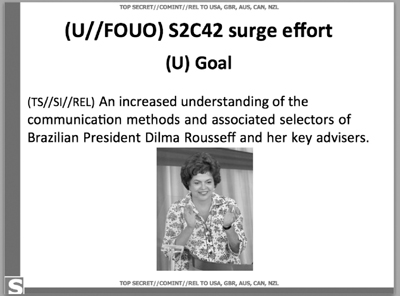 TOP SECRET//COMINT//REL TO USA, GBR, AUS, CAN, NZL
(U//FOUO) S2C42 surge effort
(U) Goal
(TS//SI//REL) An increased understanding of the
communication methods and associated selectors of
Brazilian President Dilma Rousseff and her key advisers.
S
TOP SECRET//COMINT//REL TO USA, GBR, AUS, CAN, NZL